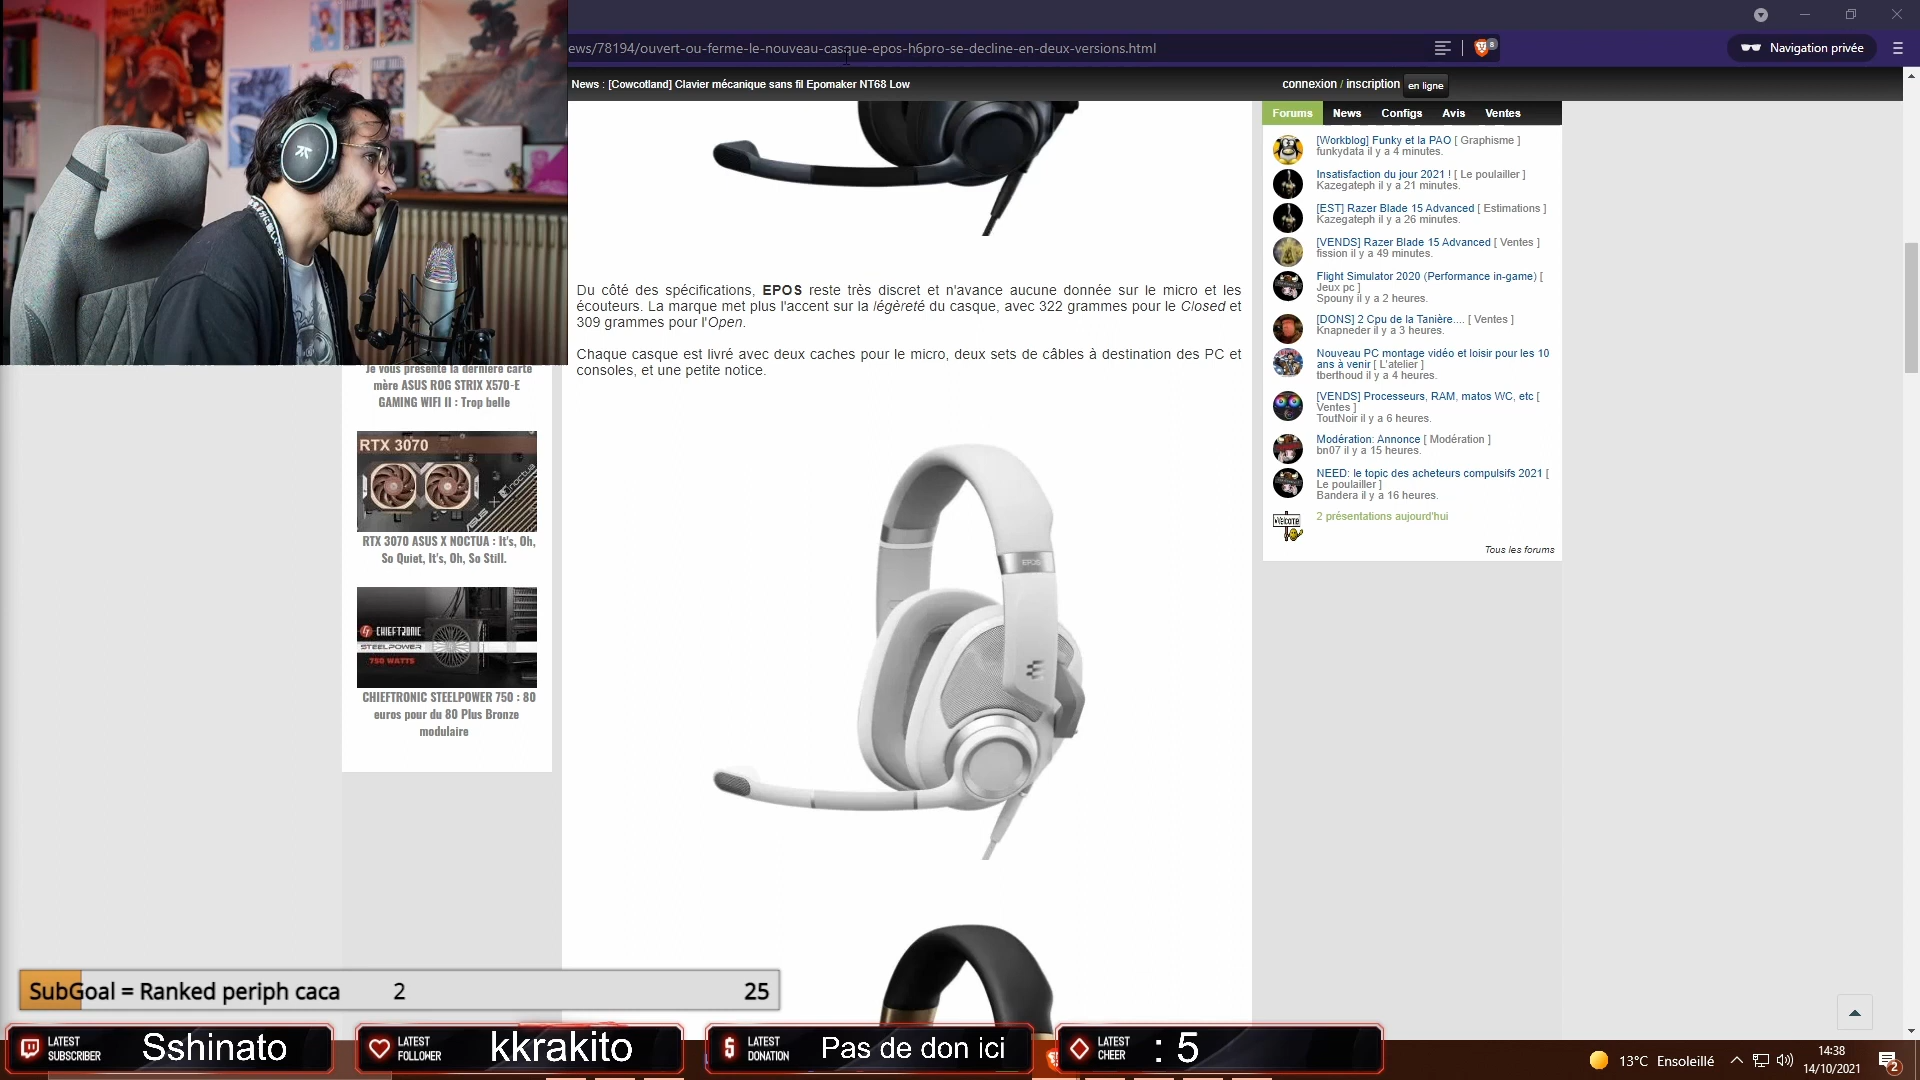 ews/78194/ouvert-ou-ferme-le-nouveau-casque-epos-h6pro-se-decline-en-deux-versions.html
8
Navigation privée
News : [Cowcotland] Clavier mécanique sans fil Epomaker NT68 Low
connexion / inscription
en ligne
Forums News Configs Avis Ventes
[Workblog] Funky et la PAO [ Graphisme ]
funkydata il y a 4 minutes.
Insatisfaction du jour 2021 ! [ Le poulailler ]
Kazegateph il y a 21 minutes.
[EST] Razer Blade 15 Advanced [ Estimations ]
Kazegateph il y a 26 minutes.
[VENDS] Razer Blade 15 Advanced [ Ventes ]
fission il y a 49 minutes.
Flight Simulator 2020 (Performance in-game) [
Jeux pc ]
Spouny il y a 2 heures.
[DONS] 2 Cpu de la Tanière.... [ Ventes ]
Knapneder il y a 3 heures.
Nouveau PC montage vidéo et loisir pour les 10
ans à venir [ L'atelier ]
tberthoud il y a 4 heures.
[VENDS] Processeurs, RAM, matos WC, etc [
Ventes ]
ToutNoir il y a 6 heures.
Modération: Annonce [ Modération ]
bn07 il y a 15 heures.
NEED: le topic des acheteurs compulsifs 2021 [
Le poulailler ]
Bandera il y a 16 heures.
2 présentations aujourd'hui
Tous les forums
Du côté des spécifications, EPOS reste très discret et n'avance aucune donnée sur le micro et les
écouteurs. La marque met plus l'accent sur la légèreté du casque, avec 322 grammes pour le Closed et
309 grammes pour l'Open.
Chaque casque est livré avec deux caches pour le micro, deux sets de câbles à destination des PC et
consoles, et une petite notice.
EPOS
Je vous présente la dernière carte
mère ASUS ROG STRIX X570-E
GAMING WIFI II : Trop belle
RTX 3070
RTX 3070 ASUS X NOCTUA : It's, Oh,
So Quiet, It's, Oh, So Still.
CHIEFTRONIC
STEELPOWER
750 WATTS
CHIEFTRONIC STEELPOWER 750 : 80
euros pour du 80 Plus Bronze
modulaire
SubGoal = Ranked periph caca 2 25
LATEST SUBSCRIBER Sshinato
LATEST FOLLOWER kkrakito
LATEST DONATION Pas de don ici
LATEST CHEER : 5
13°C Ensoleillé
14:38
14/10/2021
2